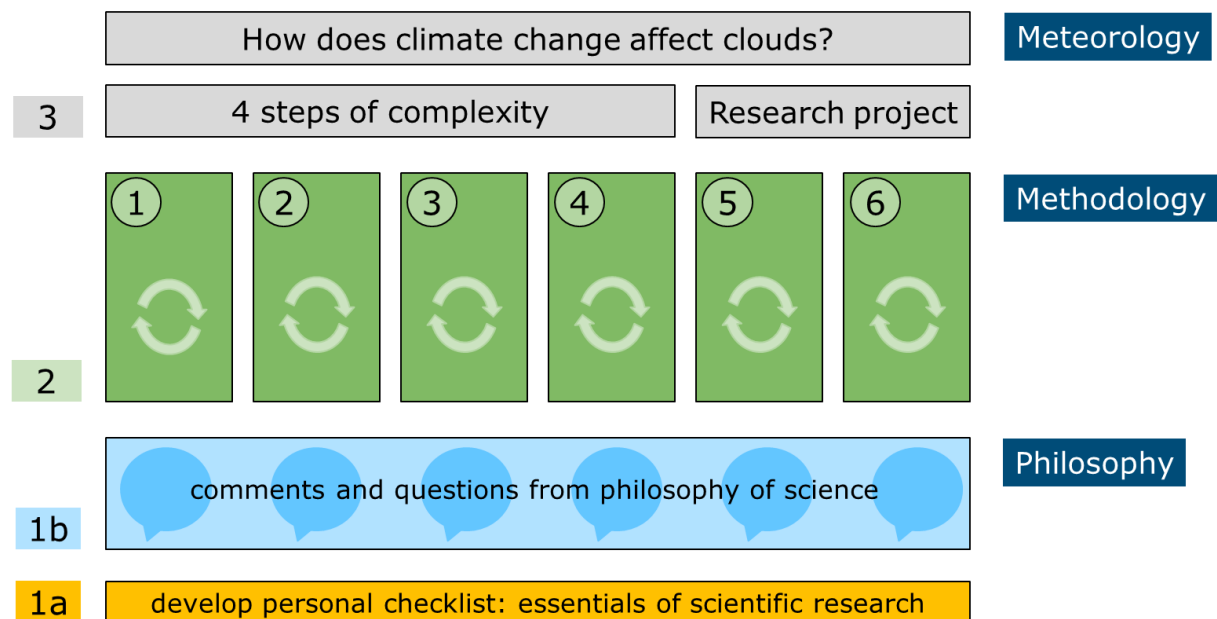 How does climate change affect clouds?
Meteorology
3
4 steps of complexity
Research project
1
2
3
4
5
6
Methodology
2
Philosophy
comments and questions from philosophy of science
1b
1a
develop personal checklist: essentials of scientific research